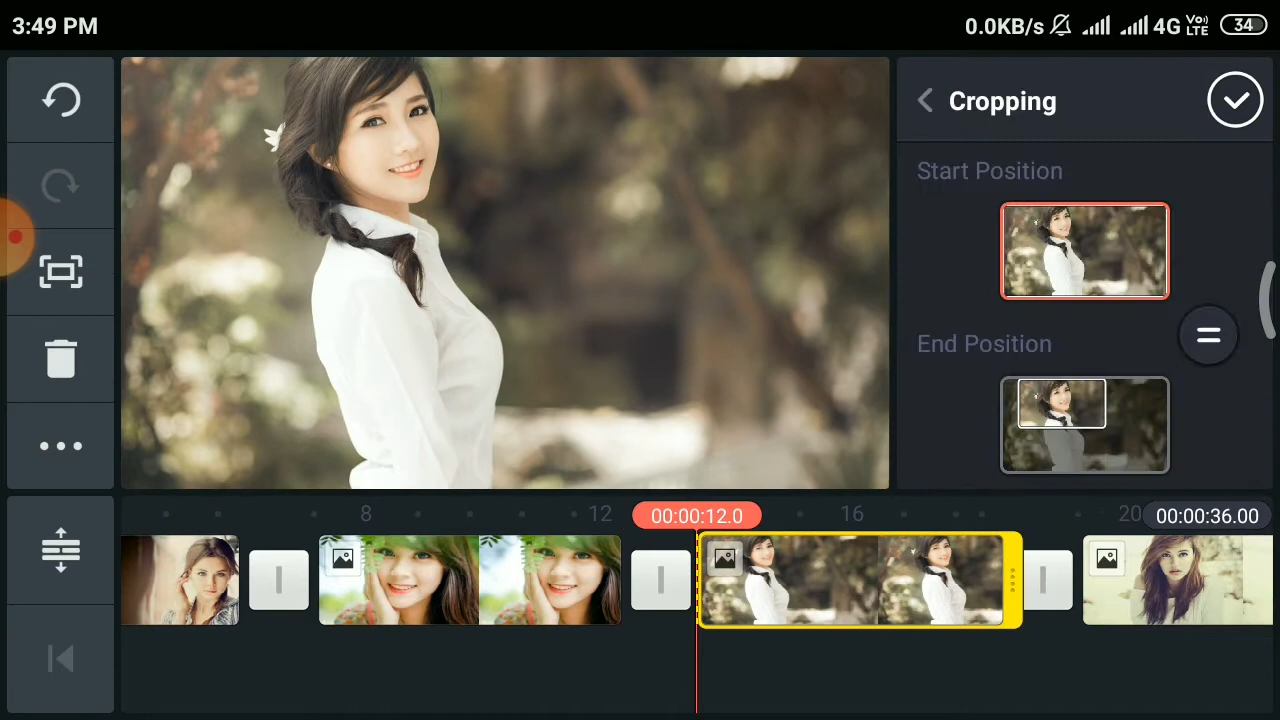 3:49 PM
0.0KB/s 4G Vo) LTE 34
Cropping
Start Position
End Position
8 12 00:00:12.0 16 20 00:00:36.00